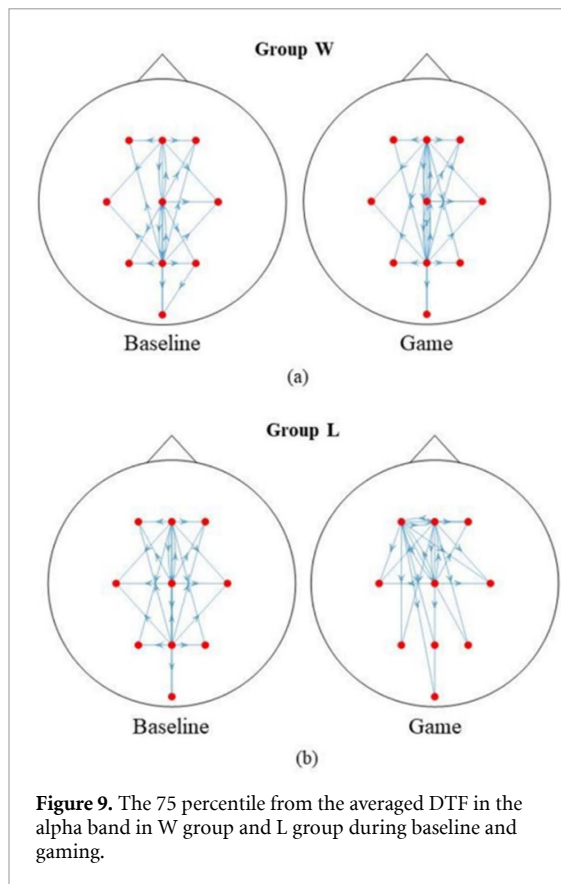 Group W
Baseline Game
(a)
Group L
Baseline Game
(b)
Figure 9. The 75 percentile from the averaged DTF in the
alpha band in W group and L group during baseline and
gaming.